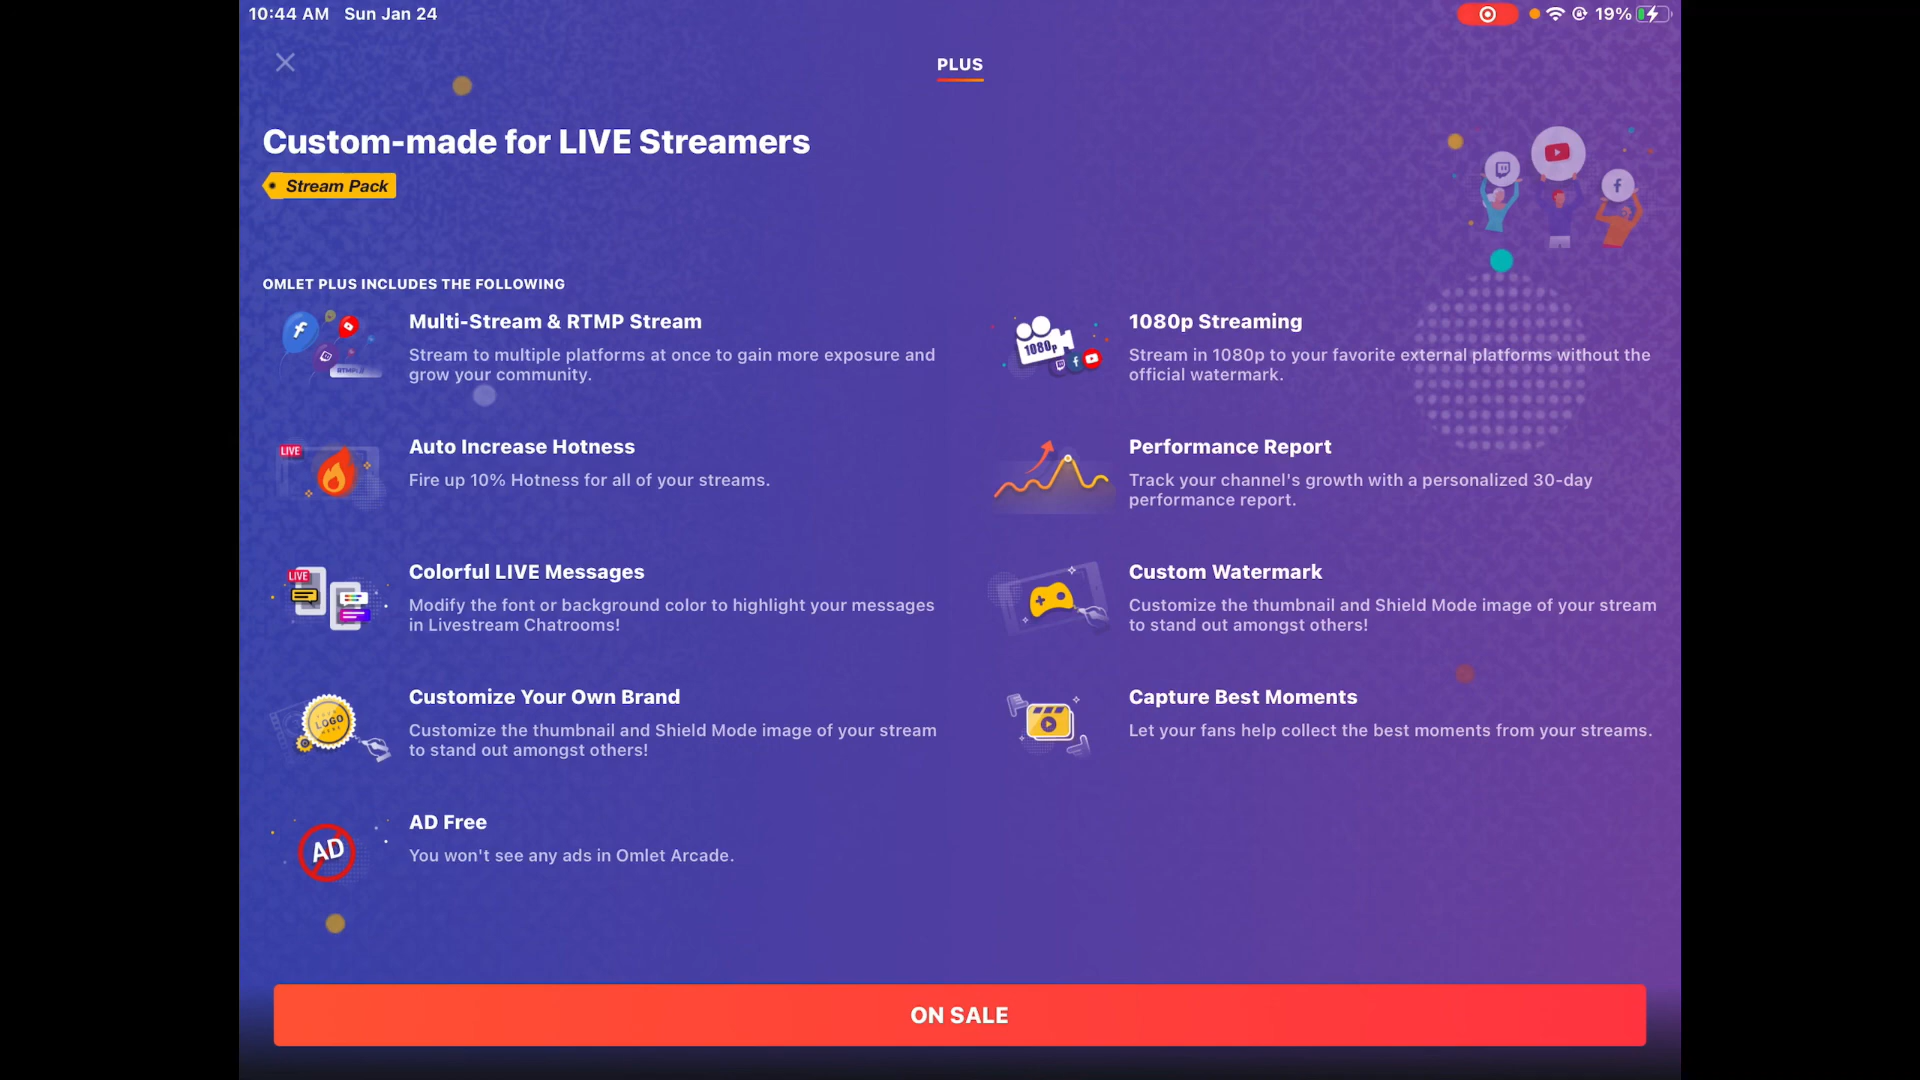 10:44 AM Sun Jan 24
19%
PLUS
Custom-made for LIVE Streamers
Stream Pack
OMLET PLUS INCLUDES THE FOLLOWING
Multi-Stream & RTMP Stream
Stream to multiple platforms at once to gain more exposure and
grow your community.
RTMP://
1080p Streaming
Stream in 1080p to your favorite external platforms without the
official watermark.
1080p
LIVE
Auto Increase Hotness
Fire up 10% Hotness for all of your streams.
Performance Report
Track your channel's growth with a personalized 30-day
performance report.
LIVE
Colorful LIVE Messages
Modify the font or background color to highlight your messages
in Livestream Chatrooms!
Custom Watermark
Customize the thumbnail and Shield Mode image of your stream
to stand out amongst others!
LOGO
Customize Your Own Brand
Customize the thumbnail and Shield Mode image of your stream
to stand out amongst others!
Capture Best Moments
Let your fans help collect the best moments from your streams.
AD
AD Free
You won't see any ads in Omlet Arcade.
ON SALE